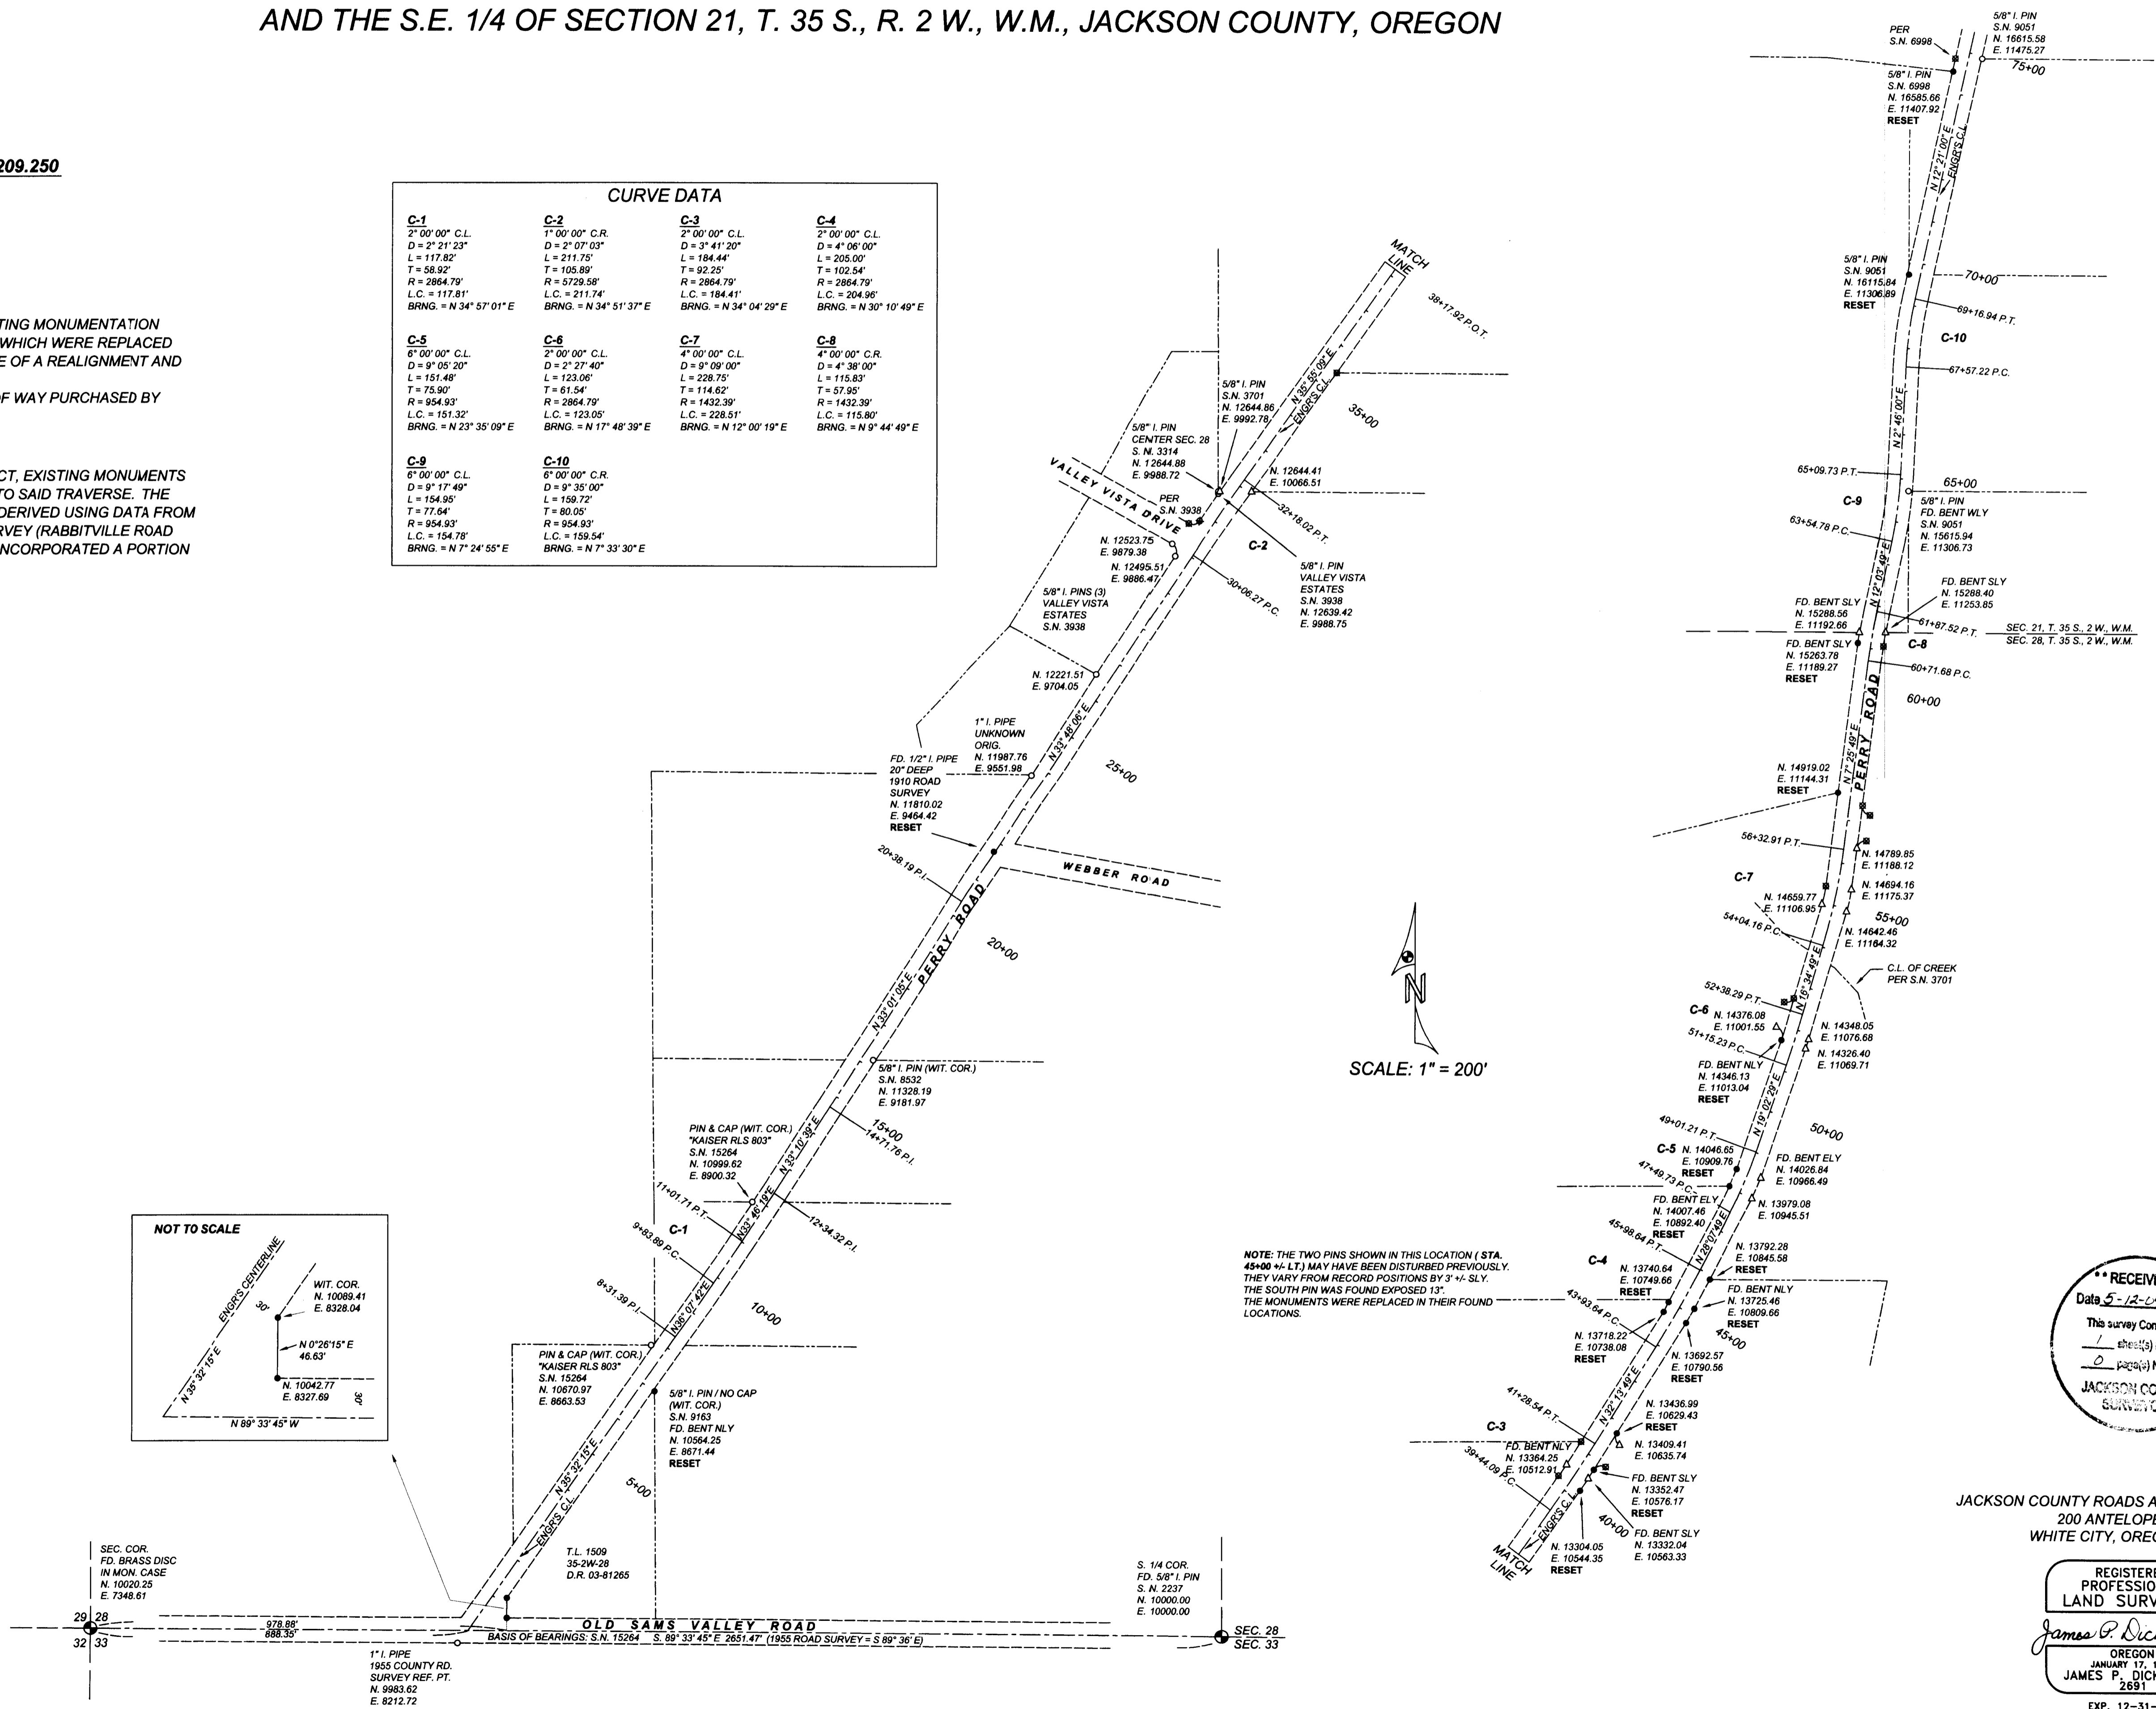 AND THE S.E. 1/4 OF SECTION 21, T. 35 S., R. 2 W., W.M., JACKSON COUNTY, OREGON
209.250
TING MONUMENTATION
WHICH WERE REPLACED
E OF A REALIGNMENT AND
OF WAY PURCHASED BY
CT, EXISTING MONUMENTS
TO SAID TRAVERSE. THE
DERIVED USING DATA FROM
RVEY (RABBITVILLE ROAD
NCORPORATED A PORTION
CURVE DATA
C-1
2° 00' 00" C.L.
D = 2° 21' 23"
L = 117.82'
T = 58.92'
R = 2864.79'
L.C. = 117.81'
BRNG. = N 34° 57' 01" E
C-2
1° 00' 00" C.R.
D = 2° 07' 03"
L = 211.75'
T = 105.89'
R = 5729.58'
L.C. = 211.74'
BRNG. = N 34° 51' 37" E
C-3
2° 00' 00" C.L.
D = 3° 41' 20"
L = 184.44'
T = 92.25'
R = 2864.79'
L.C. = 184.41'
BRNG. = N 34° 04' 29" E
C-4
2° 00' 00" C.L.
D = 4° 06' 00"
L = 205.00'
T = 102.54'
R = 2864.79'
L.C. = 204.96'
BRNG. = N 30° 10' 49" E
C-5
6° 00' 00" C.L.
D = 9° 05' 20"
L = 151.48'
T = 75.90'
R = 954.93'
L.C. = 151.32'
BRNG. = N 23° 35' 09" E
C-6
2° 00' 00" C.L.
D = 2° 27' 40"
L = 123.06'
T = 61.54'
R = 2864.79'
L.C. = 123.05'
BRNG. = N 17° 48' 39" E
C-7
4° 00' 00" C.L.
D = 9° 09' 00"
L = 228.75'
T = 114.62'
R = 1432.39'
L.C. = 228.51'
BRNG. = N 12° 00' 19" E
C-8
4° 00' 00" C.R.
D = 4° 38' 00"
L = 115.83'
T = 57.95'
R = 1432.39'
L.C. = 115.80'
BRNG. = N 9° 44' 49" E
C-9
6° 00' 00" C.L.
D = 9° 17' 49"
L = 154.95'
T = 77.64'
R = 954.93'
L.C. = 154.78'
BRNG. = N 7° 24' 55" E
C-10
6° 00' 00" C.R.
D = 9° 35' 00"
L = 159.72'
T = 80.05'
R = 954.93'
L.C. = 159.54'
BRNG. = N 7° 33' 30" E
MATCH
LINE
38+17.92 P.O.T.
N 35° 55' 09" E
ENGR'S C.L.
35+00
5/8" I. PIN
S.N. 3701
N. 12644.86
E. 9992.78
5/8" I. PIN
CENTER SEC. 28
S. N. 3314
N. 12644.88
E. 9988.72
VALLEY VISTA DRIVE
PER
S.N. 3938
N. 12644.41
E. 10066.51
32+18.02 P.T.
C-2
N. 12523.75
E. 9879.38
N. 12495.51
E. 9886.47
30+06.27 P.C.
5/8" I. PIN
VALLEY VISTA
ESTATES
S.N. 3938
N. 12639.42
E. 9988.75
5/8" I. PINS (3)
VALLEY VISTA
ESTATES
S.N. 3938
N. 12221.51
E. 9704.05
N 33° 48' 06" E
25+00
1" I. PIPE
UNKNOWN
ORIG.
N. 11987.76
E. 9551.98
FD. 1/2" I. PIPE
20" DEEP
1910 ROAD
SURVEY
N. 11810.02
E. 9464.42
RESET
20+38.19 P.I.
WEBBER ROAD
PERRY ROAD
20+00
N 33° 01' 05" E
5/8" I. PIN (WIT. COR.)
S.N. 8532
N. 11328.19
E. 9181.97
15+00
14+71.76 P.I.
N 33° 10' 39" E
PIN & CAP (WIT. COR.)
"KAISER RLS 803"
S.N. 15264
N. 10999.62
E. 8900.32
11+01.71 P.T.
N33° 46' 19"E
12+34.32 P.I.
C-1
9+83.89 P.C.
8+31.39 P.I.
N36° 07' 42"E
10+00
PIN & CAP (WIT. COR.)
"KAISER RLS 803"
S.N. 15264
N. 10670.97
E. 8663.53
5/8" I. PIN / NO CAP
(WIT. COR.)
S.N. 9163
FD. BENT NLY
N. 10564.25
E. 8671.44
RESET
5+00
N 35° 32' 15" E
ENGR'S C.L.
T.L. 1509
35-2W-28
D.R. 03-81265
NOT TO SCALE
ENGR'S CENTERLINE
30'
WIT. COR.
N. 10089.41
E. 8328.04
N 0°26'15" E
46.63'
N. 10042.77
E. 8327.69
30'
N 35° 32' 15" E
N 89° 33' 45" W
SEC. COR.
FD. BRASS DISC
IN MON. CASE
N. 10020.25
E. 7348.61
29 28
32 33
978.88'
888.35'
OLD SAMS VALLEY ROAD
BASIS OF BEARINGS: S.N. 15264 S. 89° 33' 45" E 2651.47' (1955 ROAD SURVEY = S 89° 36' E)
1" I. PIPE
1955 COUNTY RD.
SURVEY REF. PT.
N. 9983.62
E. 8212.72
S. 1/4 COR.
FD. 5/8" I. PIN
S. N. 2237
N. 10000.00
E. 10000.00
SEC. 28
SEC. 33
N
SCALE: 1" = 200'
5/8" I. PIN
S.N. 9051
N. 16615.58
E. 11475.27
75+00
PER
S.N. 6998
5/8" I. PIN
S.N. 6998
N. 16585.66
E. 11407.92
RESET
N 12° 21' 00" E
ENGR'S C.L.
5/8" I. PIN
S.N. 9051
N. 16115.84
E. 11306.89
RESET
70+00
69+16.94 P.T.
C-10
67+57.22 P.C.
N 2° 46' 00" E
65+09.73 P.T.
65+00
C-9
5/8" I. PIN
FD. BENT WLY
S.N. 9051
N. 15615.94
E. 11306.73
63+54.78 P.C.
N 12° 03' 49" E
FD. BENT SLY
N. 15288.40
E. 11253.85
FD. BENT SLY
N. 15288.56
E. 11192.66
61+87.52 P.T.
SEC. 21, T. 35 S., 2 W., W.M.
SEC. 28, T. 35 S., 2 W., W.M.
FD. BENT SLY
N. 15263.78
E. 11189.27
RESET
C-8
60+71.68 P.C.
60+00
N 7° 25' 49" E
PERRY ROAD
N. 14919.02
E. 11144.31
RESET
56+32.91 P.T.
N. 14789.85
E. 11188.12
C-7
N. 14694.16
E. 11175.37
N. 14659.77
E. 11106.95
54+04.16 P.C.
55+00
N. 14642.46
E. 11164.32
N 16° 34' 49" E
C.L. OF CREEK
PER S.N. 3701
52+38.29 P.T.
C-6
N. 14376.08
E. 11001.55
51+15.23 P.C.
N. 14348.05
E. 11076.68
N. 14326.40
E. 11069.71
FD. BENT NLY
N. 14346.13
E. 11013.04
RESET
N 19° 02' 29" E
50+00
49+01.21 P.T.
C-5
N. 14046.65
E. 10909.76
RESET
47+49.73 P.C.
FD. BENT ELY
N. 14026.84
E. 10966.49
FD. BENT ELY
N. 14007.46
E. 10892.40
RESET
N. 13979.08
E. 10945.51
45+98.64 P.T.
N 28°07'49 E
NOTE: THE TWO PINS SHOWN IN THIS LOCATION ( STA.
45+00 +/- LT.) MAY HAVE BEEN DISTURBED PREVIOUSLY.
THEY VARY FROM RECORD POSITIONS BY 3' +/- SLY.
THE SOUTH PIN WAS FOUND EXPOSED 13".
THE MONUMENTS WERE REPLACED IN THEIR FOUND
LOCATIONS.
C-4
N. 13740.64
E. 10749.66
RESET
N. 13792.28
E. 10845.58
RESET
FD. BENT NLY
N. 13725.46
E. 10809.66
RESET
43+93.64 P.C.
45+00
N. 13718.22
E. 10738.08
RESET
N. 13692.57
E. 10790.56
RESET
N 32° 13' 49" E
41+28.54 P.T.
N. 13436.99
E. 10629.43
RESET
C-3
FD. BENT NLY
N. 13364.25
E. 10512.91
N. 13409.41
E. 10635.74
39+44.09 P.C.
FD. BENT SLY
N. 13352.47
E. 10576.17
RESET
ENGR'S C.L.
40+00
FD. BENT SLY
N. 13332.04
E. 10563.33
N. 13304.05
E. 10544.35
RESET
MATCH
LINE
* * RECEIV
Date 5-12-0
This survey Con
1 sheet(s)
0 page(s)
JACKSON CO
SURVEYO
JACKSON COUNTY ROADS A
200 ANTELOPE
WHITE CITY, OREG
REGISTERE
PROFESSIO
LAND SURV
James P. Dic
OREGON
JANUARY 17, 1
JAMES P. DICK
2691
EXP. 12-31-